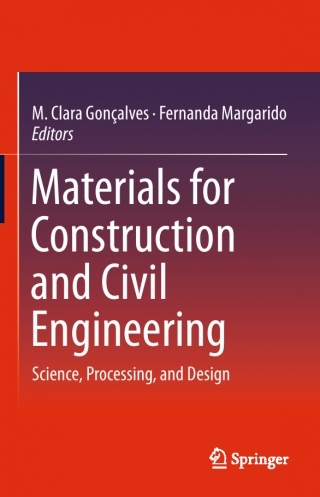 M. Clara Gonçalves · Fernanda Margarido
Editors
Materials for
Construction
and Civil
Engineering
Science, Processing, and Design
Springer